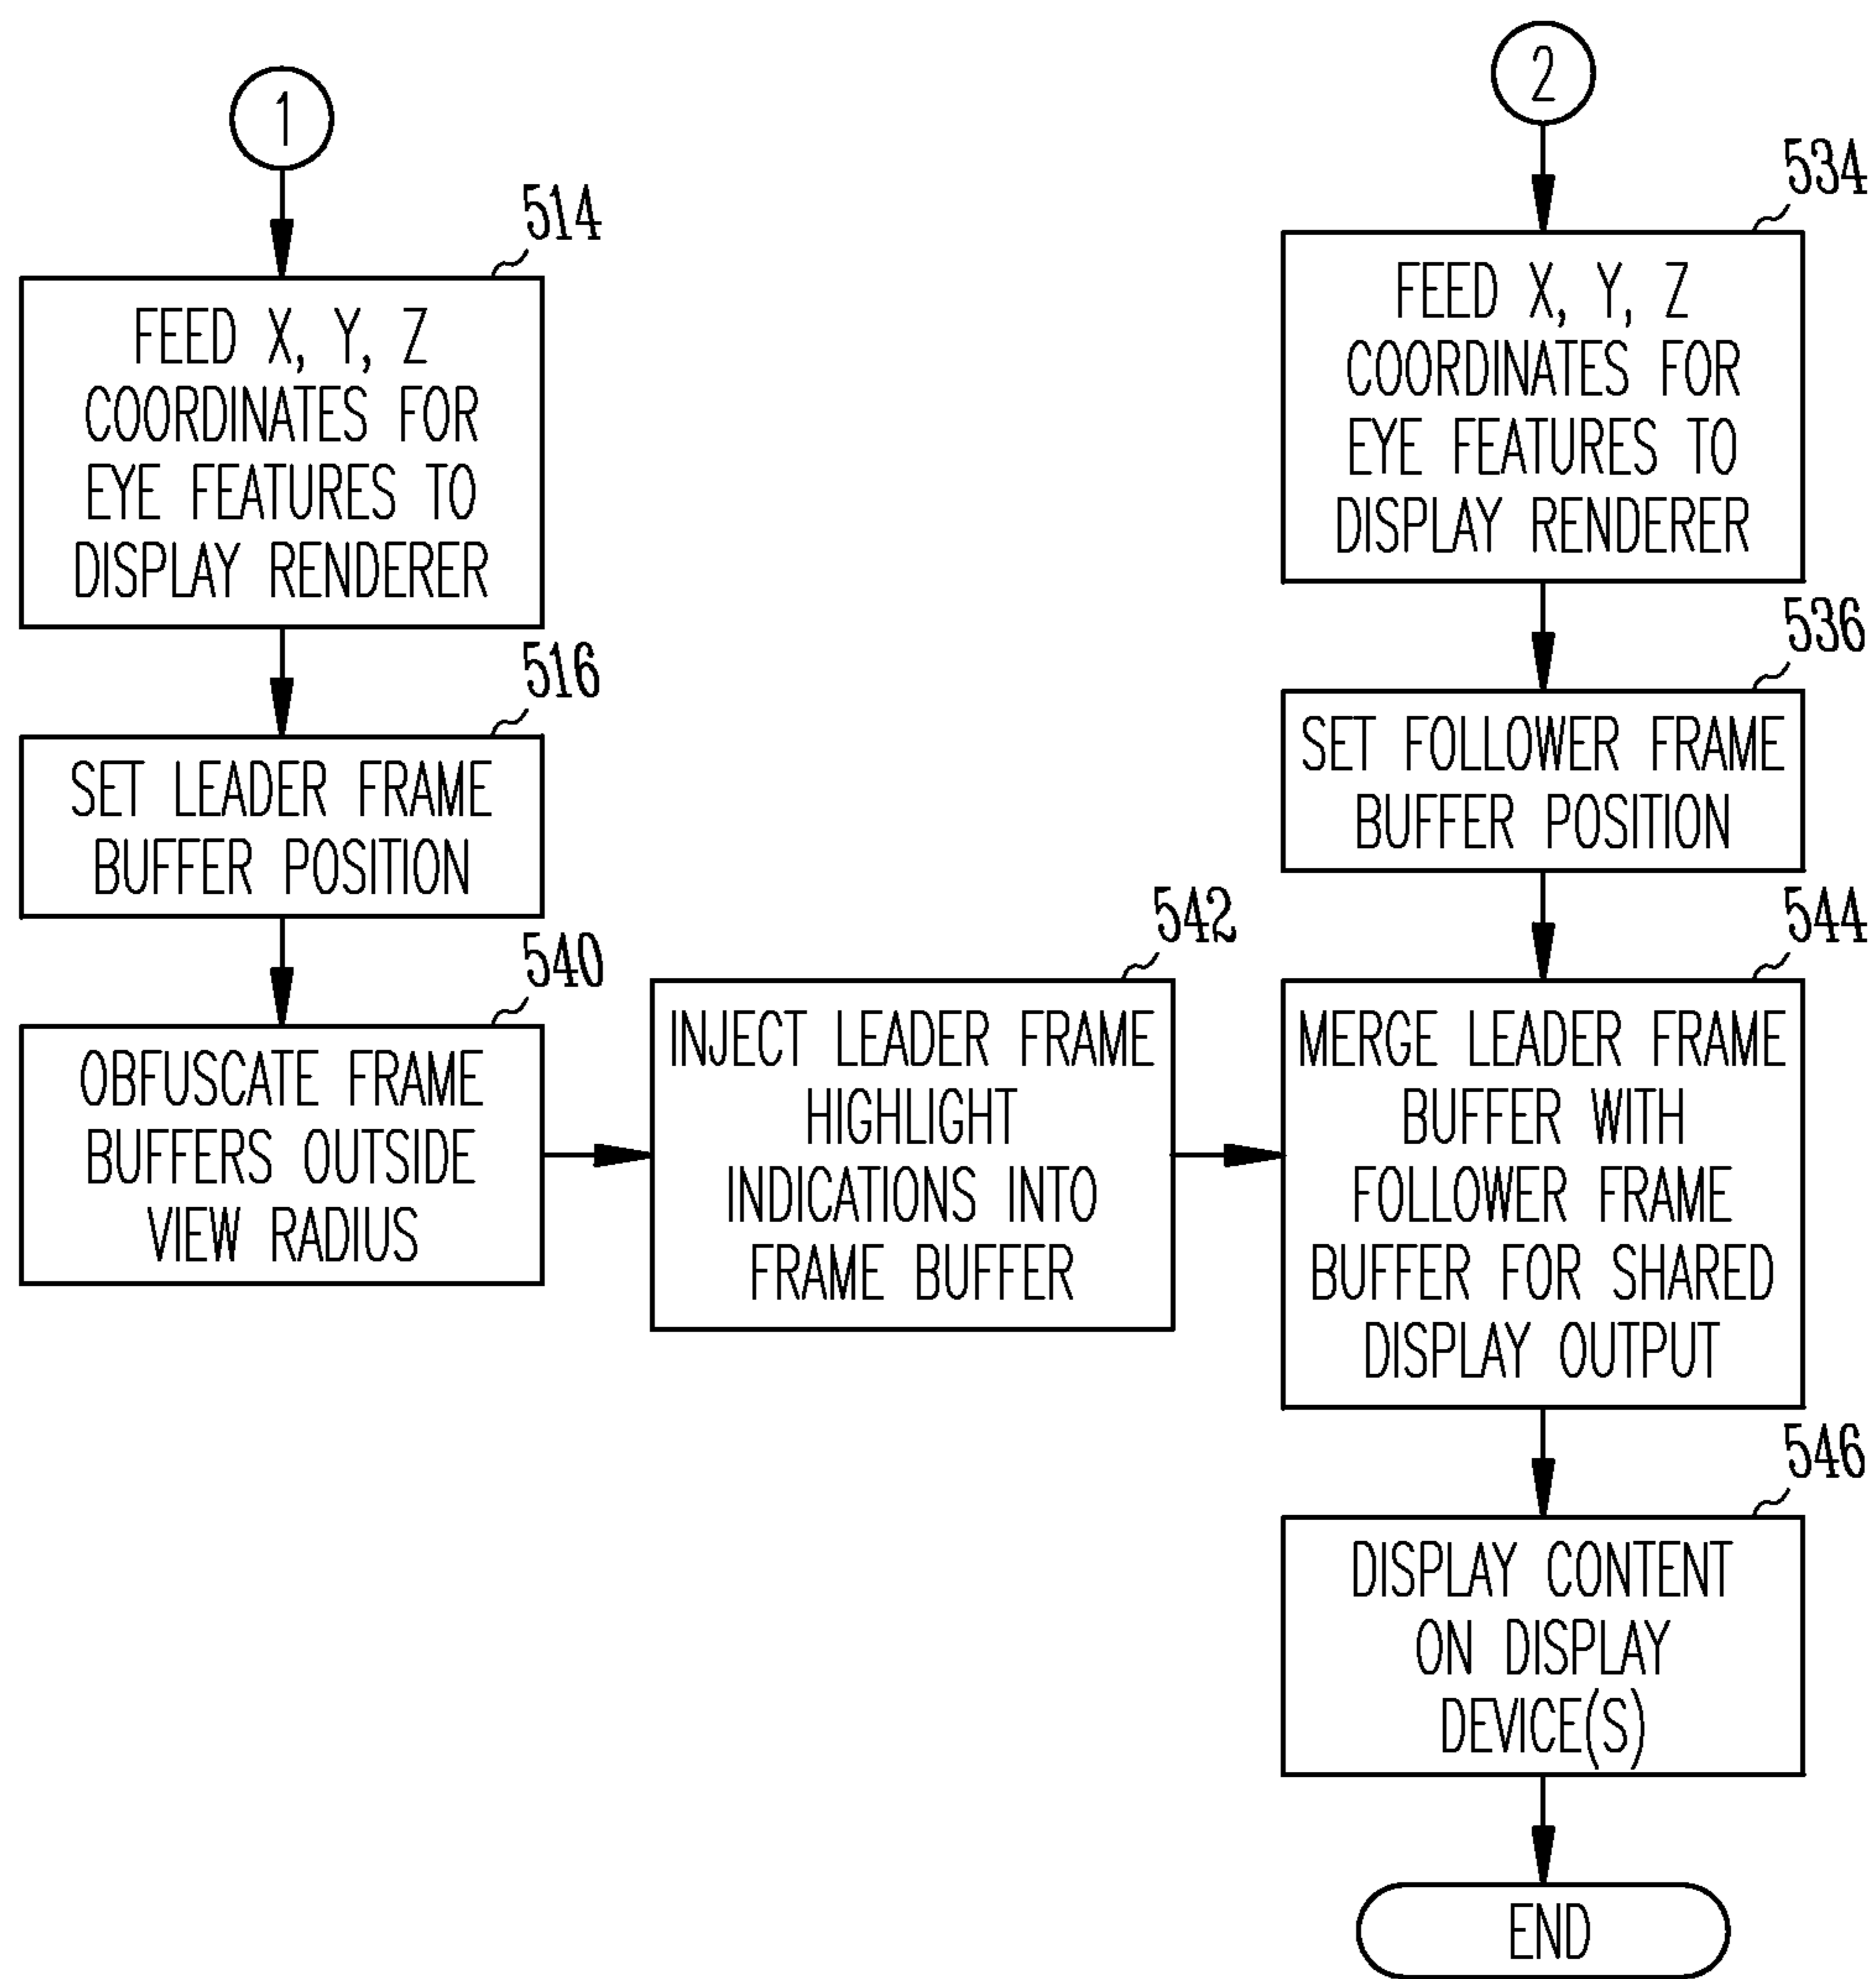 1
514
FEED X, Y, Z
COORDINATES FOR
EYE FEATURES TO
DISPLAY RENDERER
516
SET LEADER FRAME
BUFFER POSITION
540
OBFUSCATE FRAME
BUFFERS OUTSIDE
VIEW RADIUS
542
INJECT LEADER FRAME
HIGHLIGHT
INDICATIONS INTO
FRAME BUFFER
2
534
FEED X, Y, Z
COORDINATES FOR
EYE FEATURES TO
DISPLAY RENDERER
536
SET FOLLOWER FRAME
BUFFER POSITION
544
MERGE LEADER FRAME
BUFFER WITH
FOLLOWER FRAME
BUFFER FOR SHARED
DISPLAY OUTPUT
546
DISPLAY CONTENT
ON DISPLAY
DEVICE(S)
END